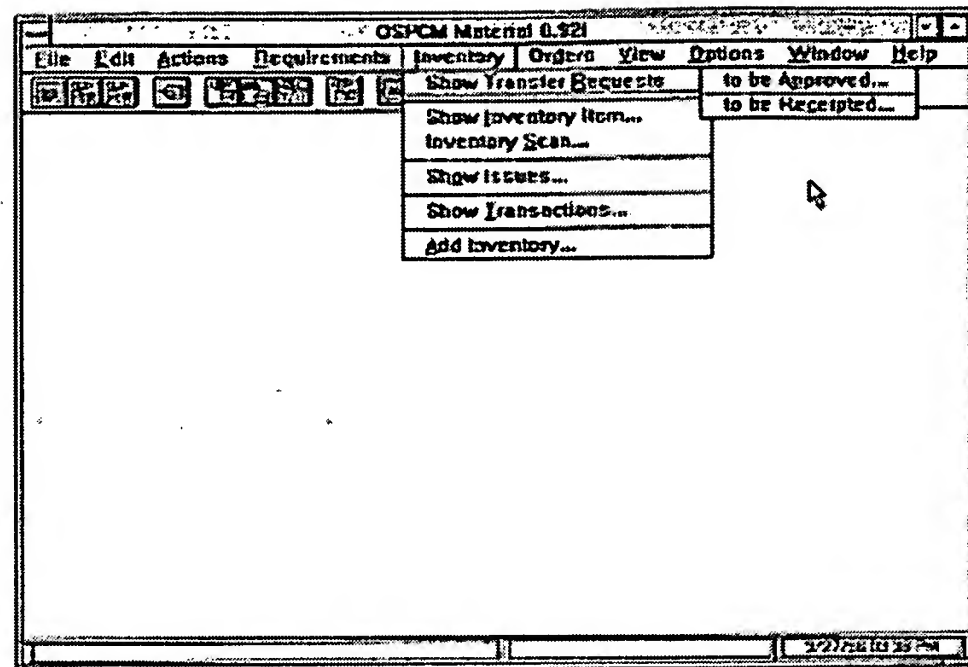 OSPCM Material 0.92i
File Edit Actions Requirements Inventory Orders View Options Window Help
Show Transfer Requests
to be Approved...
to be Receipted...
Show Inventory Item...
Inventory Scan...
Show Issues...
Show Transactions...
Add Inventory...